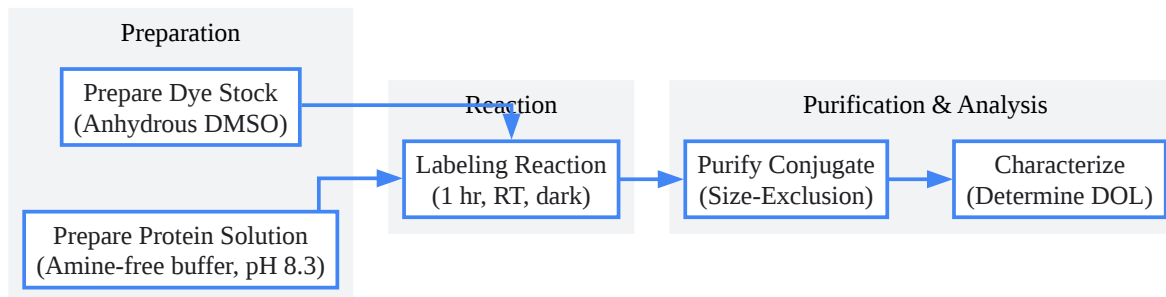 Preparation
Prepare Dye Stock
(Anhydrous DMSO)
Prepare Protein Solution
(Amine-free buffer, pH 8.3)
Reaction
Labeling Reaction
(1 hr, RT, dark)
Purification & Analysis
Purify Conjugate
(Size-Exclusion)
Characterize
(Determine DOL)